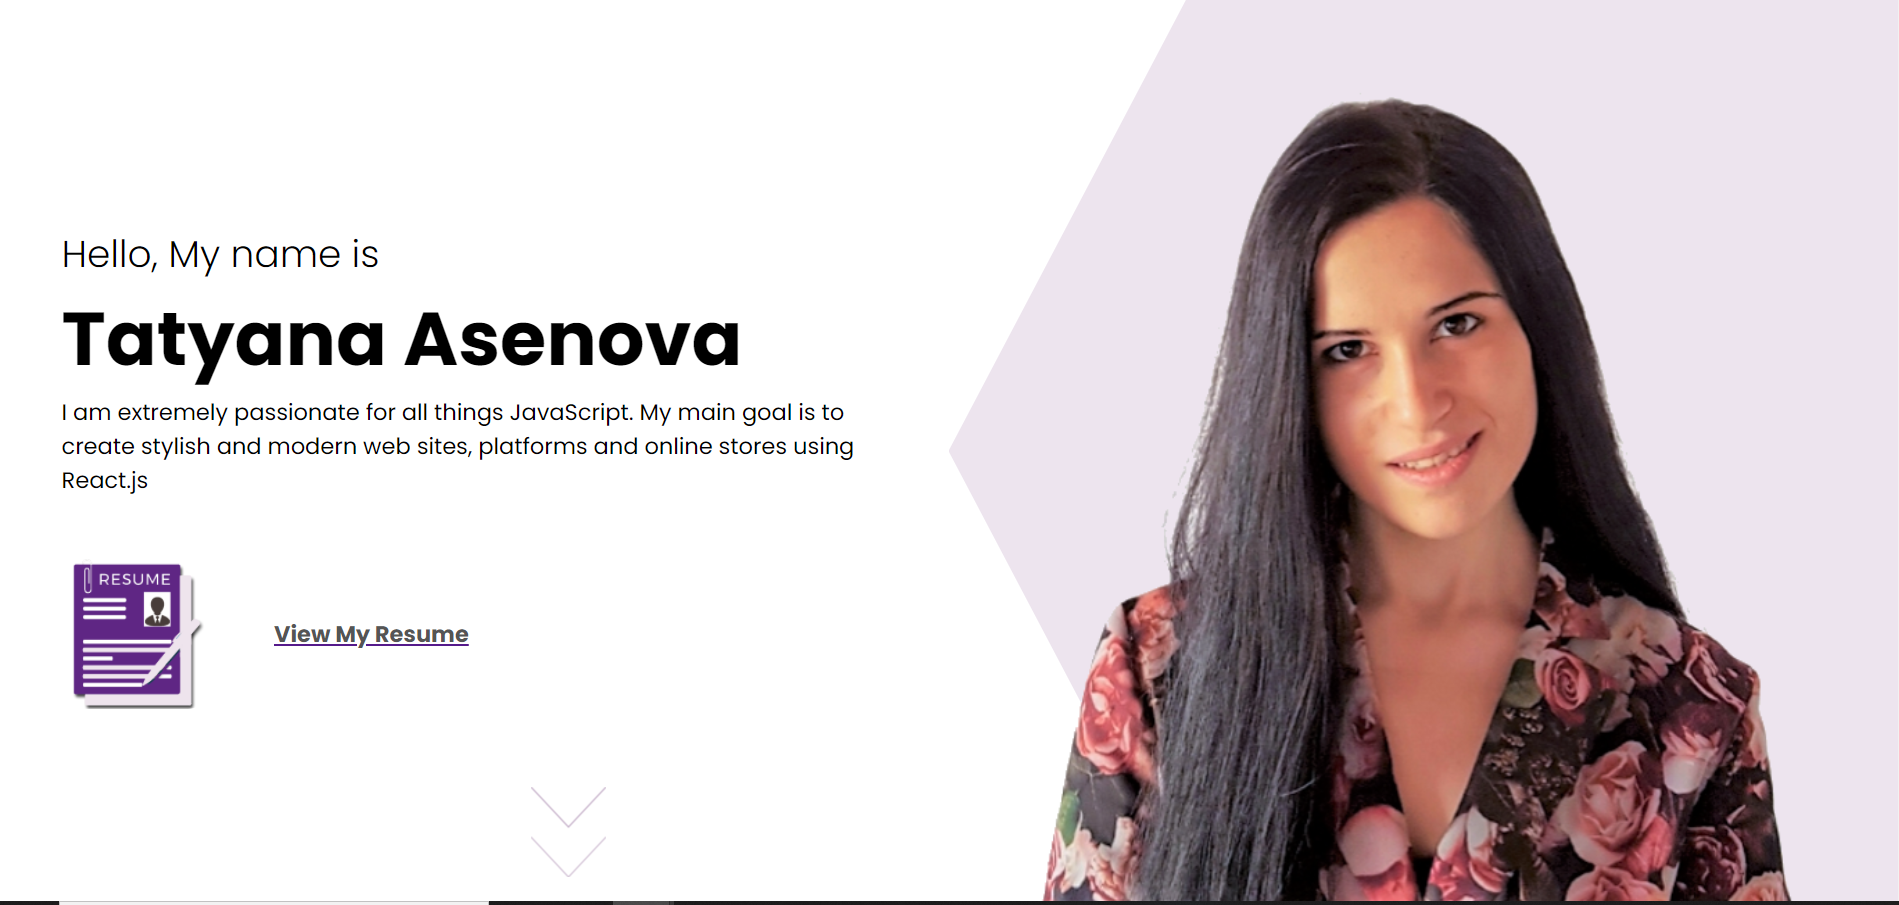 Hello, My name is
Tatyana Asenova
I am extremely passionate for all things JavaScript. My main goal is to
create stylish and modern web sites, platforms and online stores using
React.js
RESUME
View My Resume